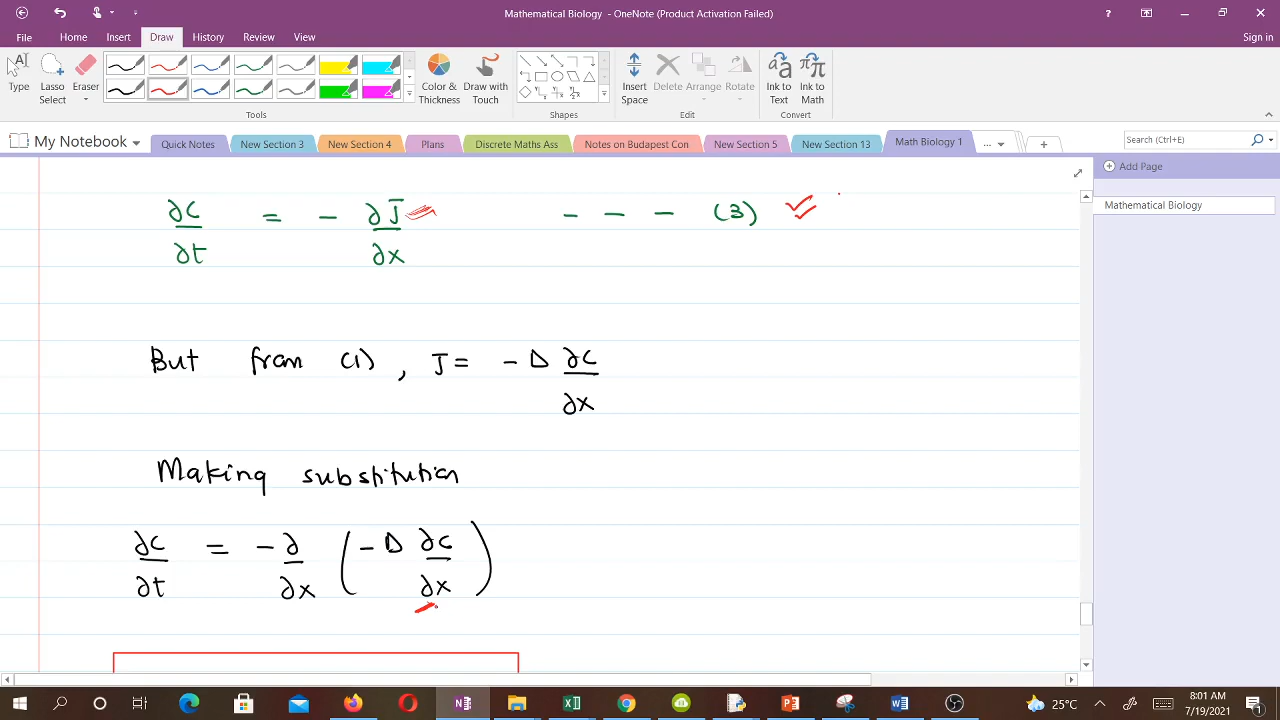 Mathematical Biology - OneNote (Product Activation Failed)
File Home Insert Draw History Review View Sign in
Type Lasso Select Eraser Color & Thickness Draw with Touch Insert Space Delete Arrange Rotate Ink to Text Ink to Math
Tools Shapes Edit Convert
My Notebook Quick Notes New Section 3 New Section 4 Plans Discrete Maths Ass Notes on Budapest Con New Section 5 New Section 13 Math Biology 1 ... Search (Ctrl+E)
Add Page
Mathematical Biology
∂C/∂t = - ∂J/∂x - - - (3)
But from (1), J = - D ∂C/∂x
Making substitution
∂C/∂t = - ∂/∂x (- D ∂C/∂x)
25°C
8:01 AM
7/19/2021